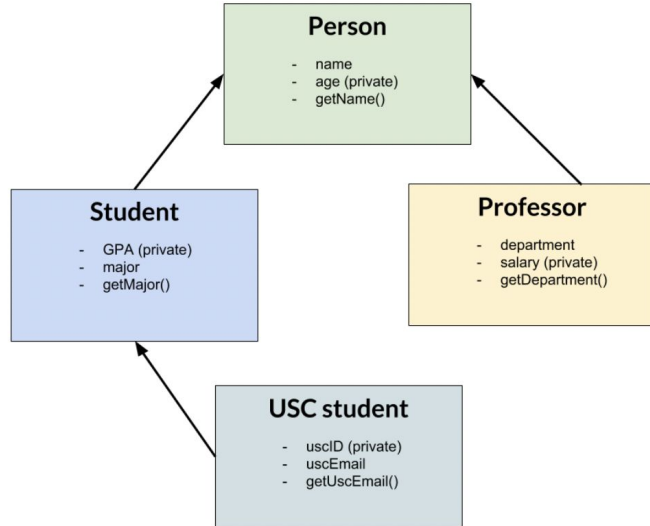 Person
- name
- age (private)
- getName()
Student
- GPA (private)
- major
- getMajor()
Professor
- department
- salary (private)
- getDepartment()
USC student
- uscID (private)
- uscEmail
- getUscEmail()